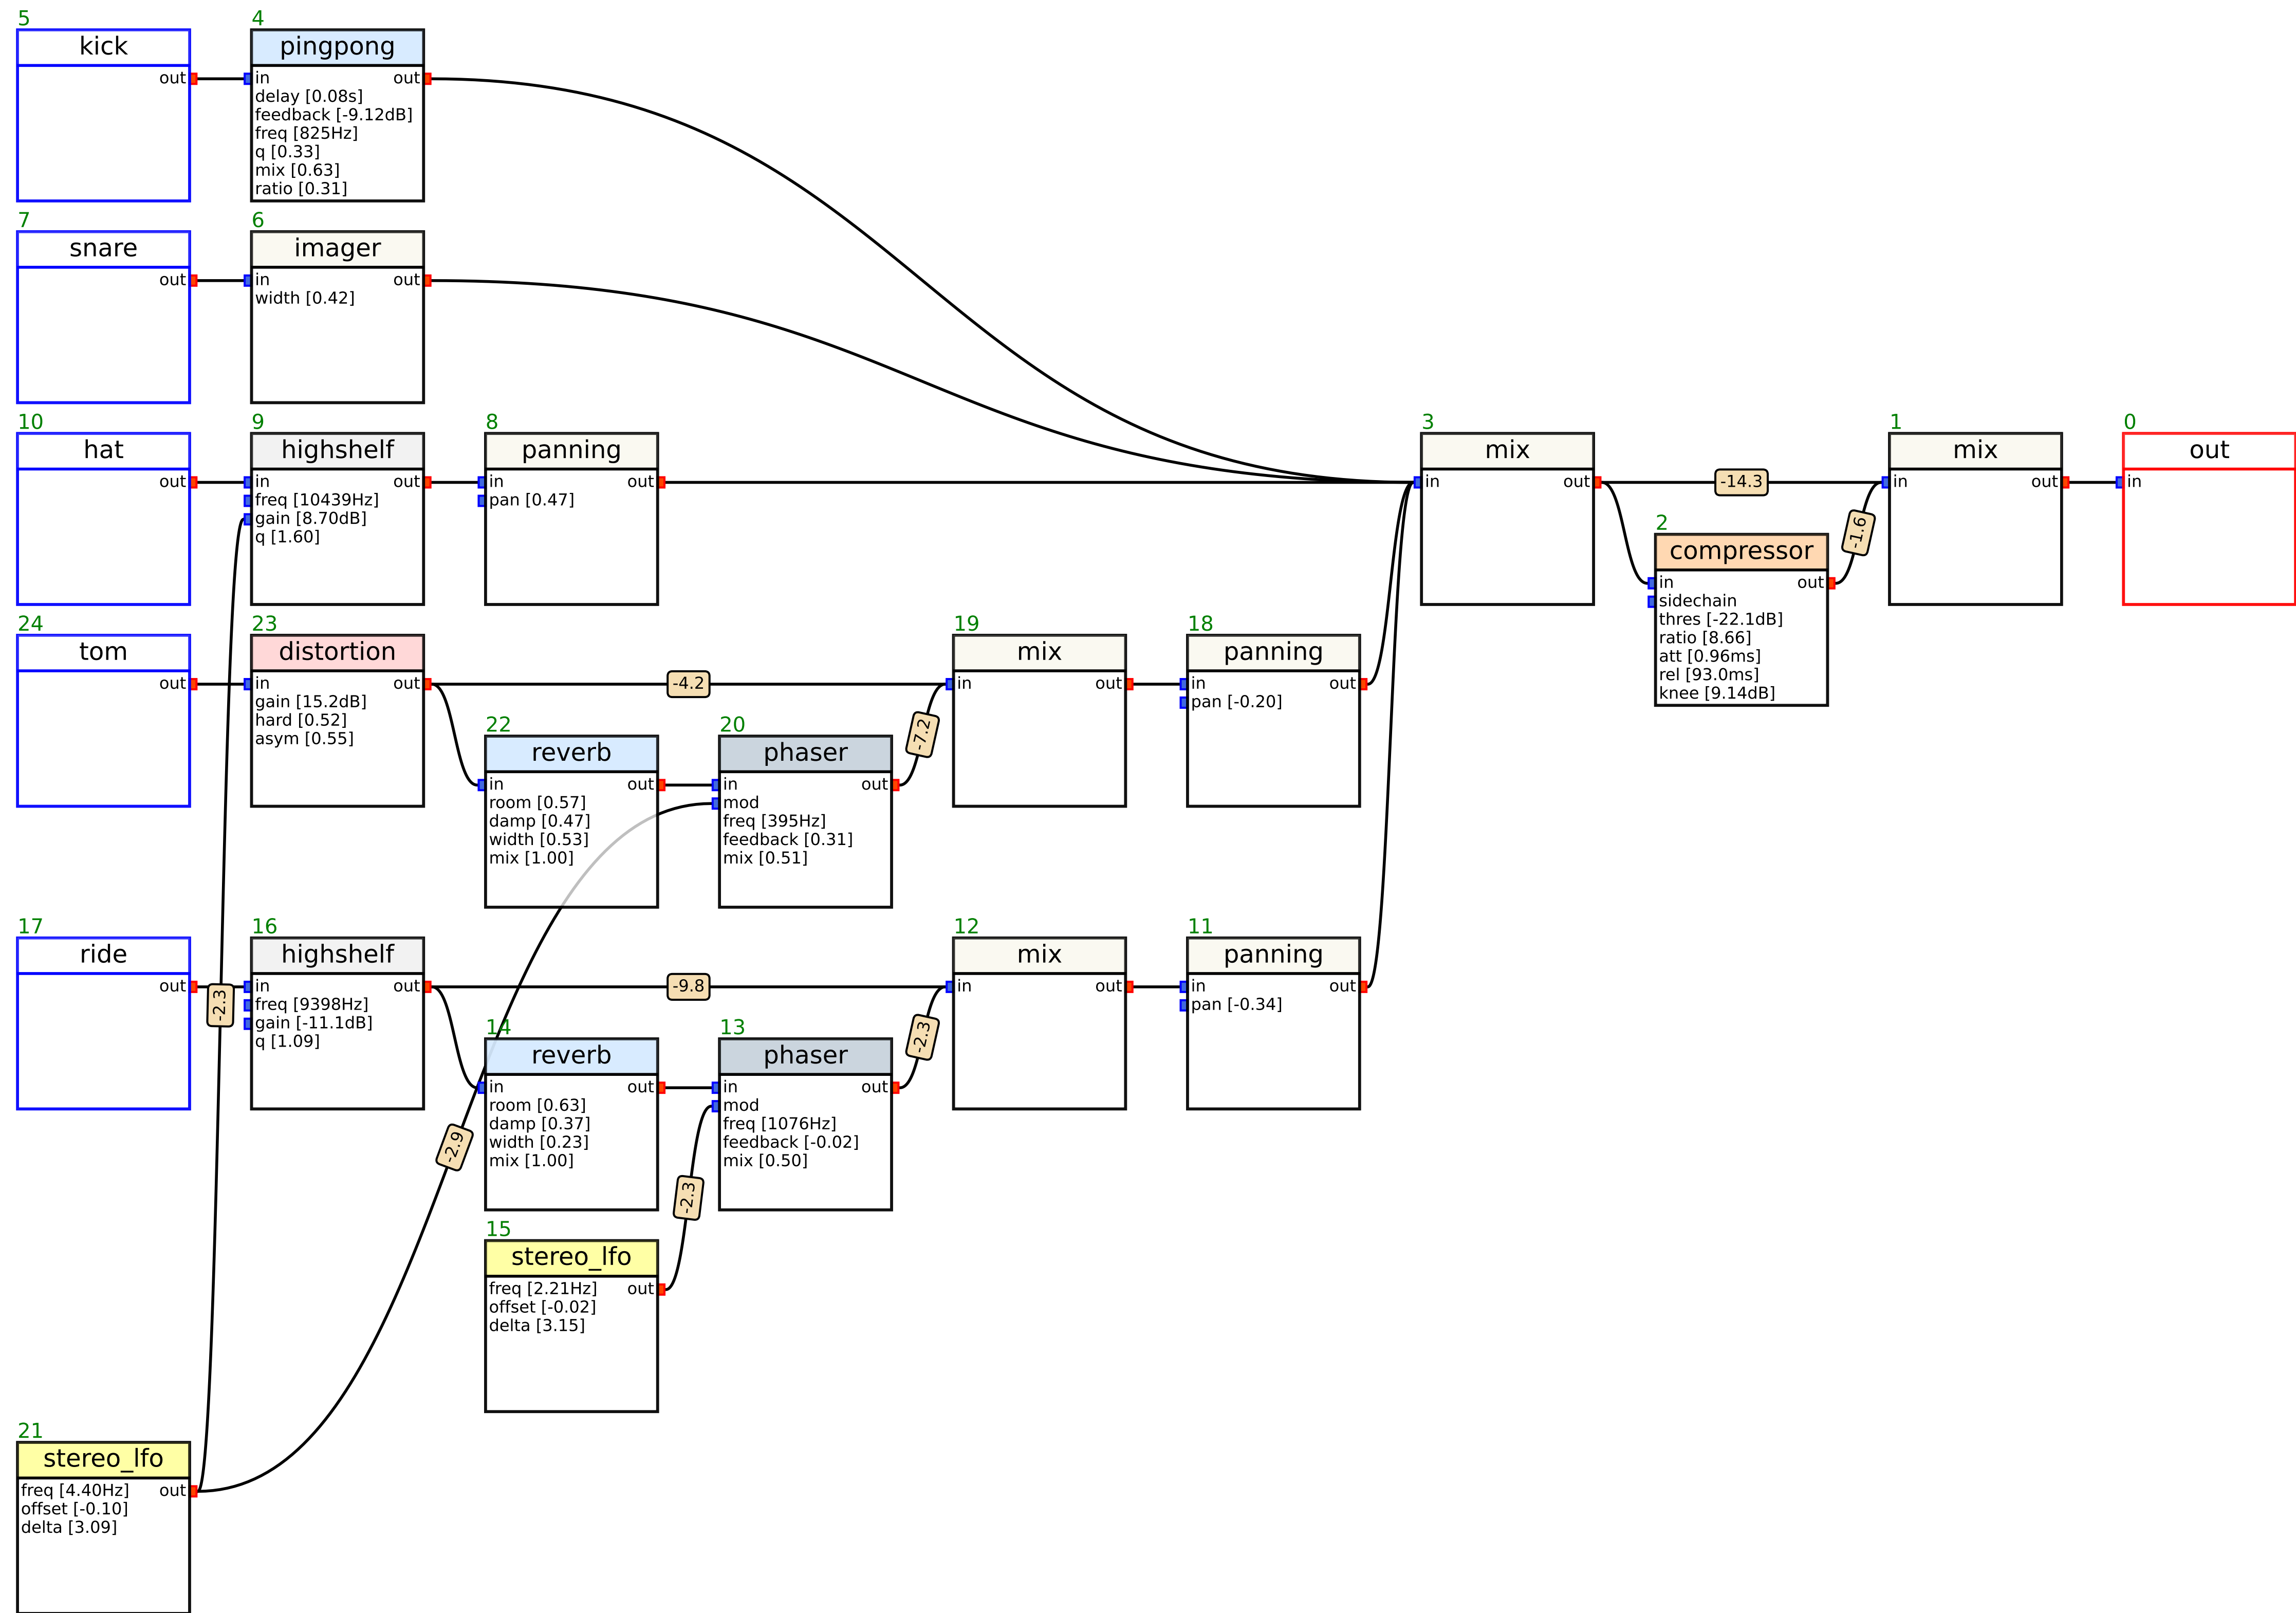 5
kick
out
4
pingpong
in out
delay [0.08s]
feedback [-9.12dB]
freq [825Hz]
q [0.33]
mix [0.63]
ratio [0.31]
7
snare
out
6
imager
in out
width [0.42]
10
hat
out
9
highshelf
in out
freq [10439Hz]
gain [8.70dB]
q [1.60]
8
panning
in out
pan [0.47]
3
mix
in out
-14.3
2
compressor
in out
sidechain
thres [-22.1dB]
ratio [8.66]
att [0.96ms]
rel [93.0ms]
knee [9.14dB]
-1.6
1
mix
in out
0
out
in
24
tom
out
23
distortion
in out
gain [15.2dB]
hard [0.52]
asym [0.55]
-4.2
22
reverb
in out
room [0.57]
damp [0.47]
width [0.53]
mix [1.00]
20
phaser
in out
mod
freq [395Hz]
feedback [0.31]
mix [0.51]
-7.2
19
mix
in out
18
panning
in out
pan [-0.20]
17
ride
out
-2.3
16
highshelf
in out
freq [9398Hz]
gain [-11.1dB]
q [1.09]
-9.8
14
reverb
in out
room [0.63]
damp [0.37]
width [0.23]
mix [1.00]
13
phaser
in out
mod
freq [1076Hz]
feedback [-0.02]
mix [0.50]
-2.3
12
mix
in out
11
panning
in out
pan [-0.34]
-2.9
-2.3
15
stereo_lfo
freq [2.21Hz] out
offset [-0.02]
delta [3.15]
21
stereo_lfo
freq [4.40Hz] out
offset [-0.10]
delta [3.09]